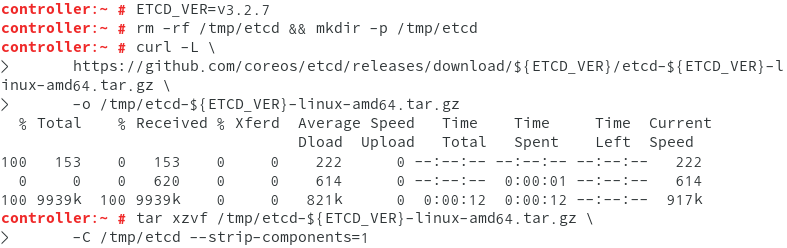 controller:~ # ETCD_VER=v3.2.7
controller:~ # rm -rf /tmp/etcd && mkdir -p /tmp/etcd
controller:~ # curl -L \
>       https://github.com/coreos/etcd/releases/download/${ETCD_VER}/etcd-${ETCD_VER}-l
inux-amd64.tar.gz \
>       -o /tmp/etcd-${ETCD_VER}-linux-amd64.tar.gz
  % Total    % Received % Xferd  Average Speed   Time    Time     Time  Current
                                 Dload  Upload   Total   Spent    Left  Speed
100   153    0   153    0     0    222      0 --:--:-- --:--:-- --:--:--   222
  0     0    0   620    0     0    614      0 --:--:--  0:00:01 --:--:--   614
100 9939k  100 9939k    0     0   821k      0  0:00:12  0:00:12 --:--:--  917k
controller:~ # tar xzvf /tmp/etcd-${ETCD_VER}-linux-amd64.tar.gz \
>       -C /tmp/etcd --strip-components=1